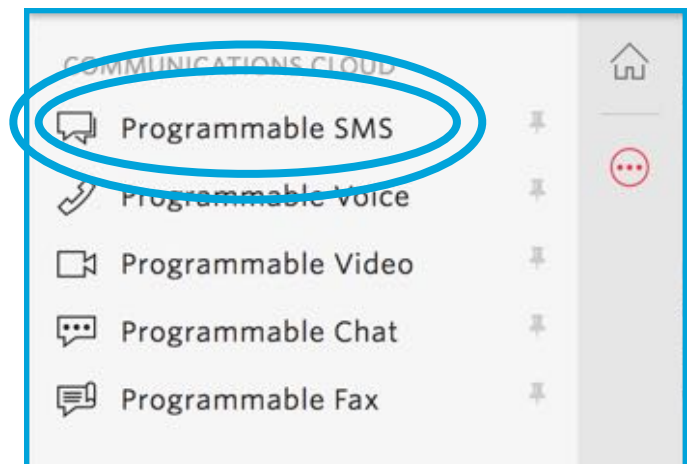 COMMUNICATIONS CLOUD
Programmable SMS
Programmable Voice
Programmable Video
Programmable Chat
Programmable Fax